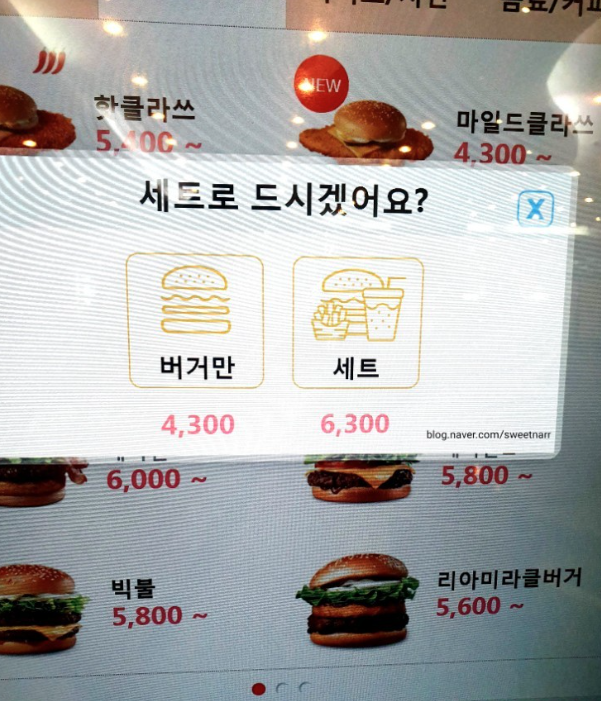 NEW
핫클라쓰
5,400 ~
마일드클라쓰
4,300 ~
세트로 드시겠어요?
X
버거만
세트
4,300
6,300
blog.naver.com/sweetnarr
6,000 ~
5,800 ~
빅불
5,800 ~
리아미라클버거
5,600 ~